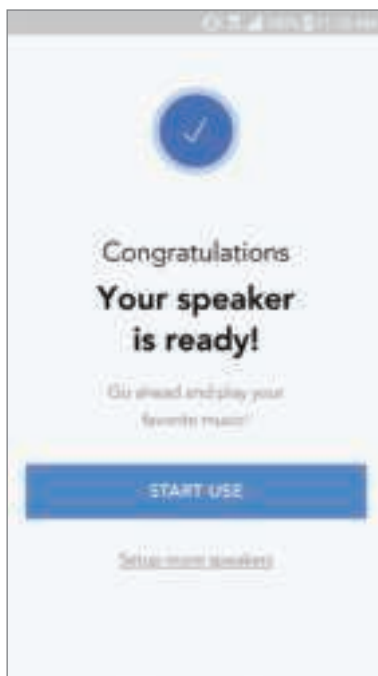 Congratulations
Your speaker
is ready!
Go ahead and play your
favorite music!
START USE
Setup more speakers